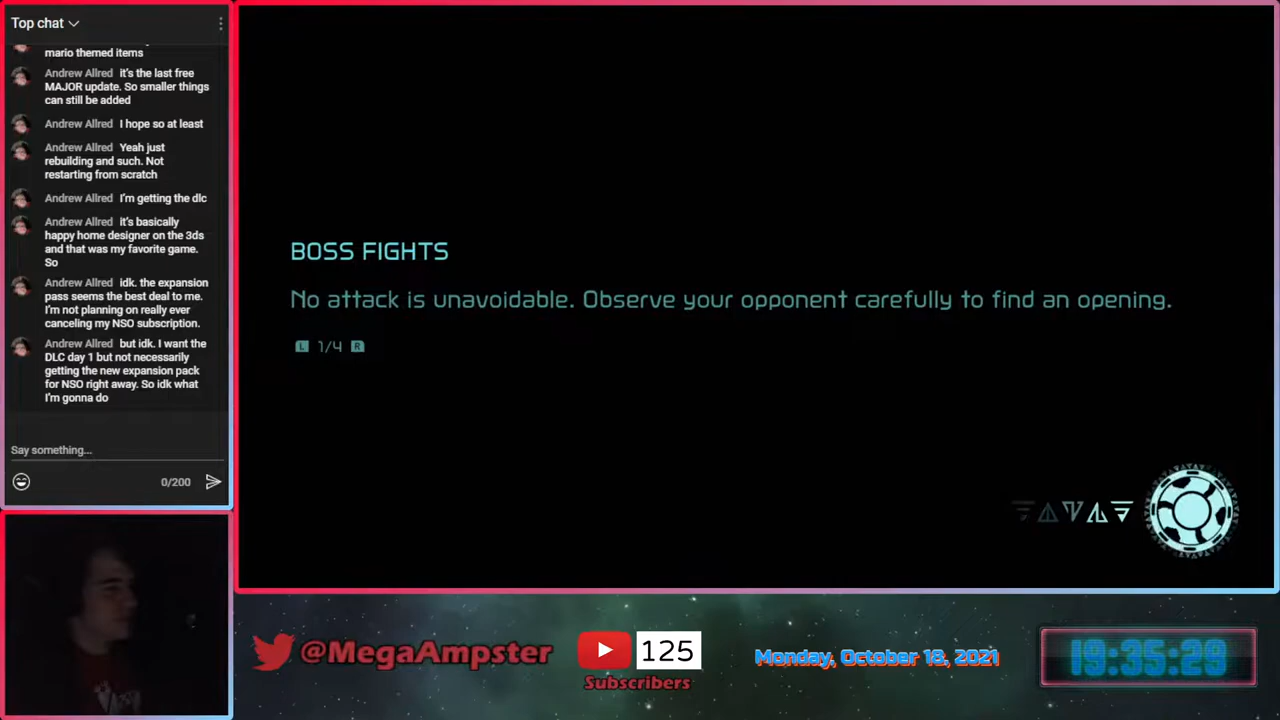 Top chat
mario themed items
Andrew Allred it's the last free
MAJOR update. So smaller things
can still be added
Andrew Allred I hope so at least
Andrew Allred Yeah just
rebuilding and such. Not
restarting from scratch
Andrew Allred I'm getting the dlc
Andrew Allred it's basically
happy home designer on the 3ds
and that was my favorite game.
So
Andrew Allred idk. the expansion
pass seems the best deal to me.
I'm not planning on really ever
canceling my NSO subscription.
Andrew Allred but idk. I want the
DLC day 1 but not necessarily
getting the new expansion pack
for NSO right away. So idk what
I'm gonna do
Say something...
0/200
BOSS FIGHTS
No attack is unavoidable. Observe your opponent carefully to find an opening.
L 1/4 R
@MegaAmpster
125
Subscribers
Monday, October 18, 2021
19:35:29